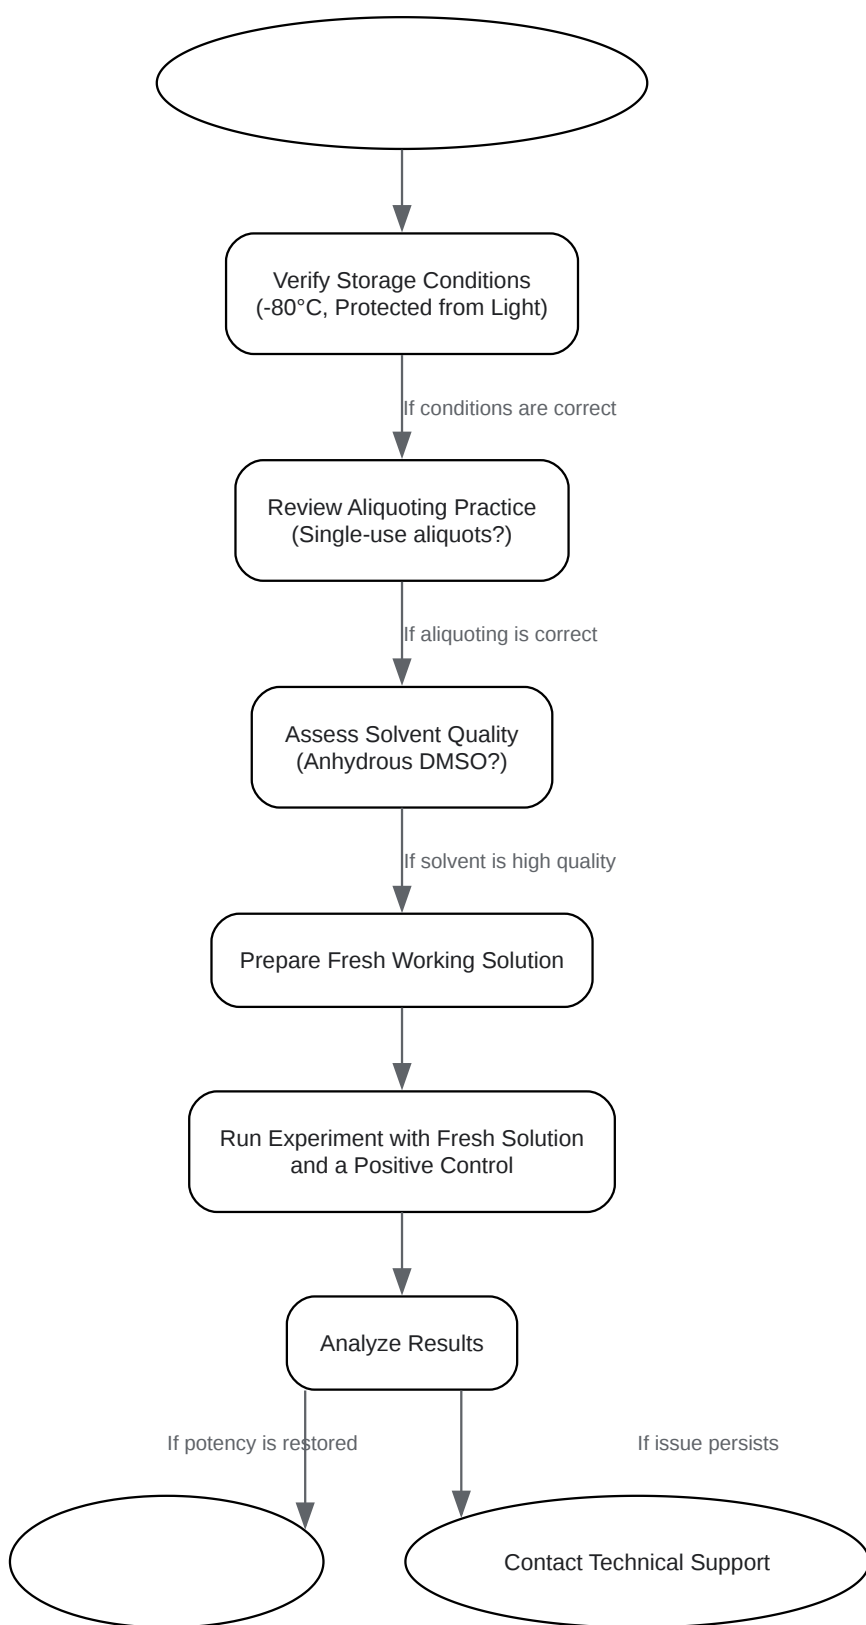 Verify Storage Conditions
(-80°C, Protected from Light)
If conditions are correct
Review Aliquoting Practice
(Single-use aliquots?)
If aliquoting is correct
Assess Solvent Quality
(Anhydrous DMSO?)
If solvent is high quality
Prepare Fresh Working Solution
Run Experiment with Fresh Solution
and a Positive Control
Analyze Results
If potency is restored
If issue persists
Contact Technical Support